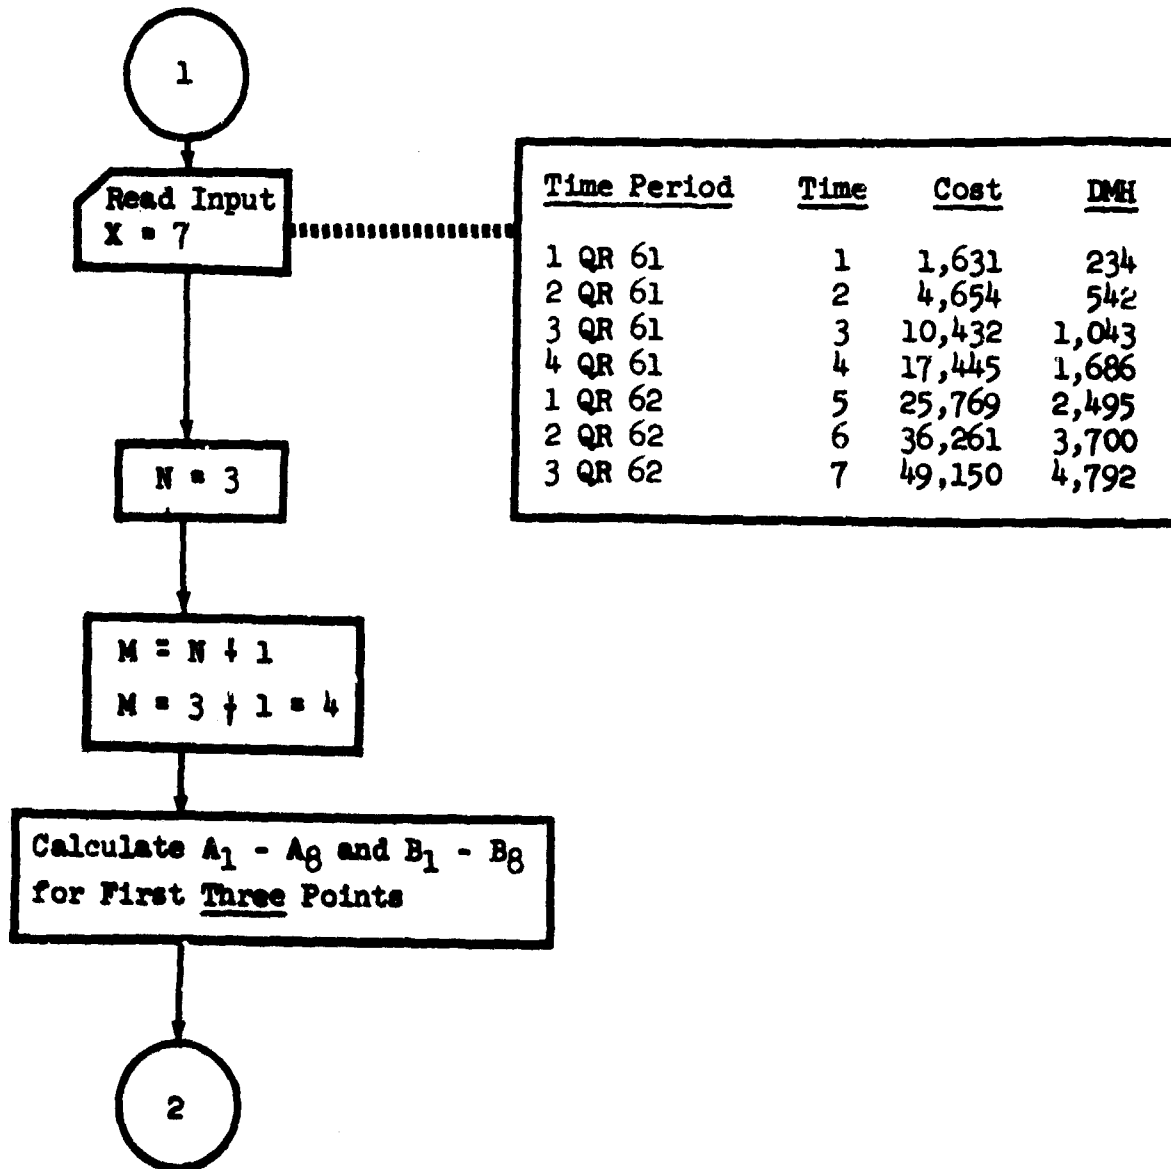 1
Read Input
X = 7
Time Period Time Cost DMH
1 QR 61 1 1,631 234
2 QR 61 2 4,654 542
3 QR 61 3 10,432 1,043
4 QR 61 4 17,445 1,686
1 QR 62 5 25,769 2,495
2 QR 62 6 36,261 3,700
3 QR 62 7 49,150 4,792
N = 3
M = N + 1
M = 3 + 1 = 4
Calculate A₁ - A₈ and B₁ - B₈
for First Three Points
2